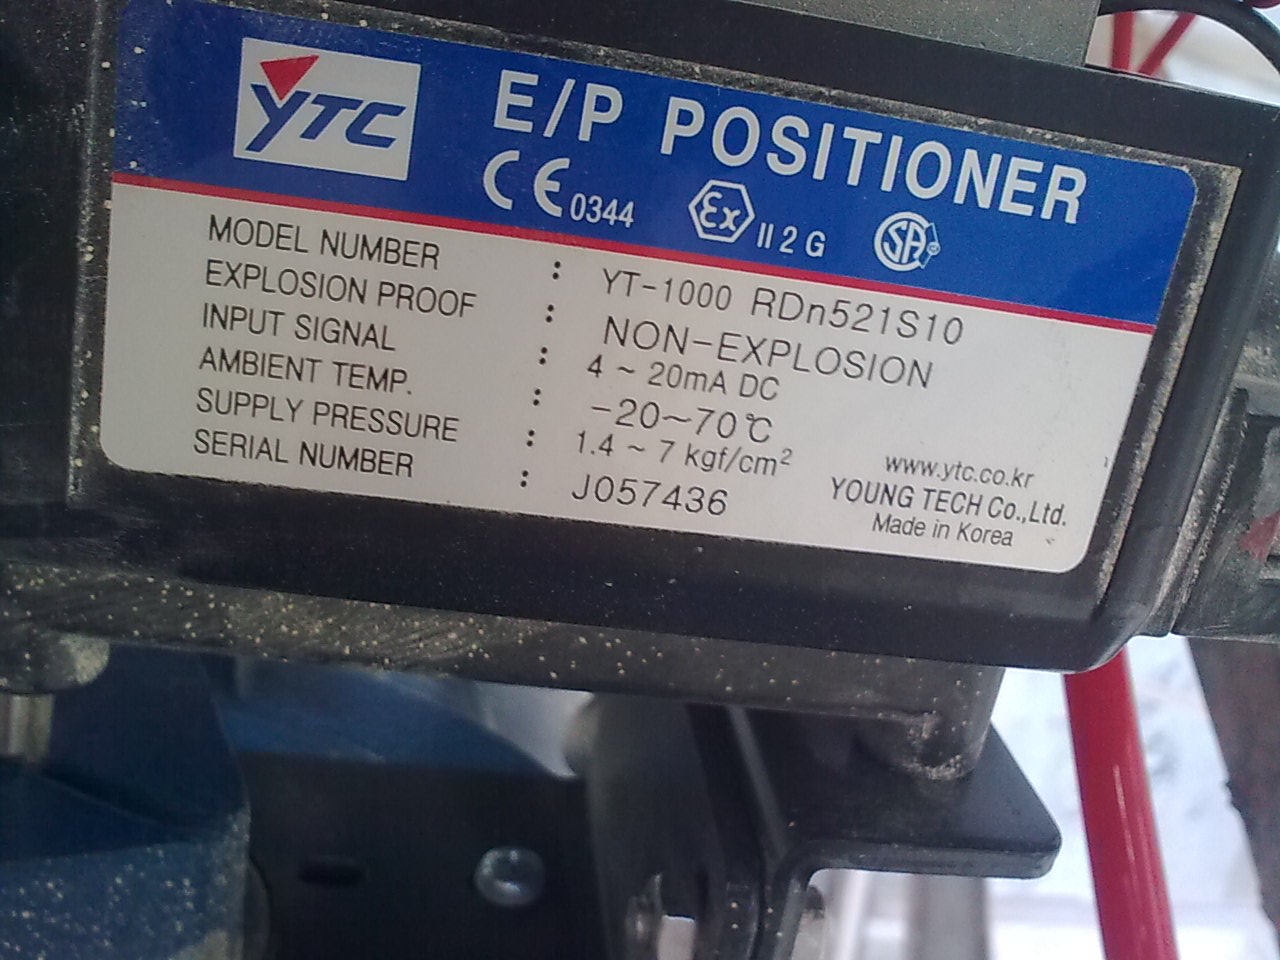 YTC
E/P POSITIONER
CE 0344 Ex II 2 G SA
MODEL NUMBER : YT-1000 RDn521S10
EXPLOSION PROOF : NON-EXPLOSION
INPUT SIGNAL : 4 ~ 20mA DC
AMBIENT TEMP. : -20~70℃
SUPPLY PRESSURE : 1.4 ~ 7 kgf/cm²
SERIAL NUMBER : J057436
www.ytc.co.kr
YOUNG TECH Co.,Ltd.
Made in Korea